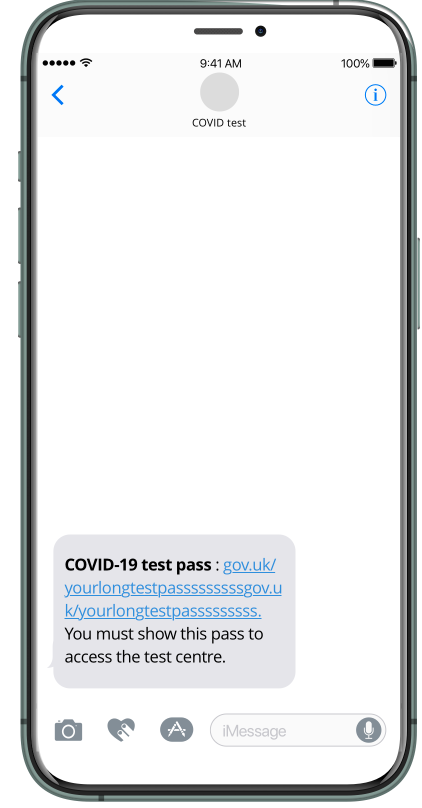 9:41 AM 100%
COVID test
COVID-19 test pass : gov.uk/
yourlongtestpasssssssssgov.u
k/yourlongtestpasssssssss.
You must show this pass to
access the test centre.
iMessage